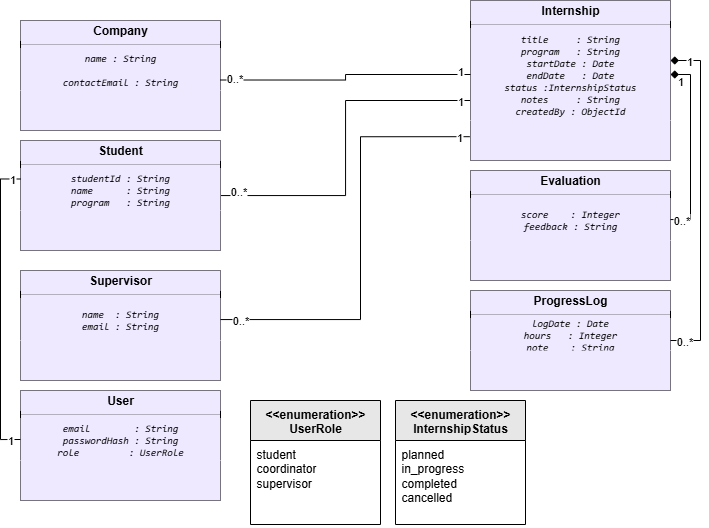 Company
name : String
contactEmail : String
0..*
1
Internship
title : String
program : String
startDate : Date
endDate : Date
status :InternshipStatus
notes : String
createdBy : ObjectId
1
1
Student
studentId : String
name : String
program : String
1
0..*
1
Evaluation
score : Integer
feedback : String
0..*
Supervisor
name : String
email : String
0..*
1
ProgressLog
logDate : Date
hours : Integer
note : String
0..*
User
email : String
passwordHash : String
role : UserRole
1
<<enumeration>>
UserRole
student
coordinator
supervisor
<<enumeration>>
InternshipStatus
planned
in_progress
completed
cancelled